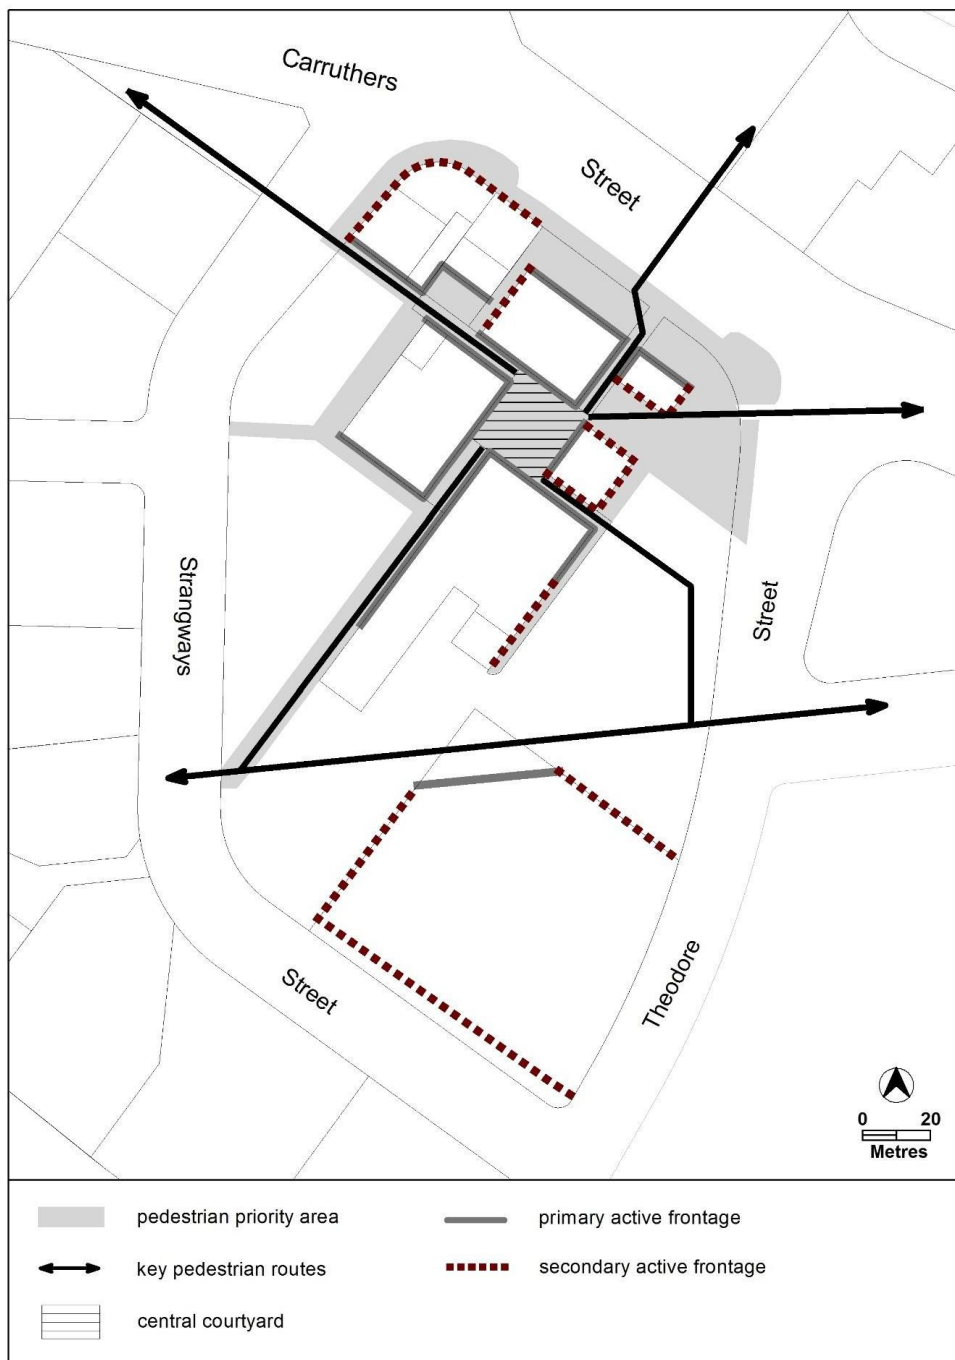 Carruthers
Street
Strangways
Street
Street
Theodore
0 20
Metres
pedestrian priority area
primary active frontage
key pedestrian routes
secondary active frontage
central courtyard